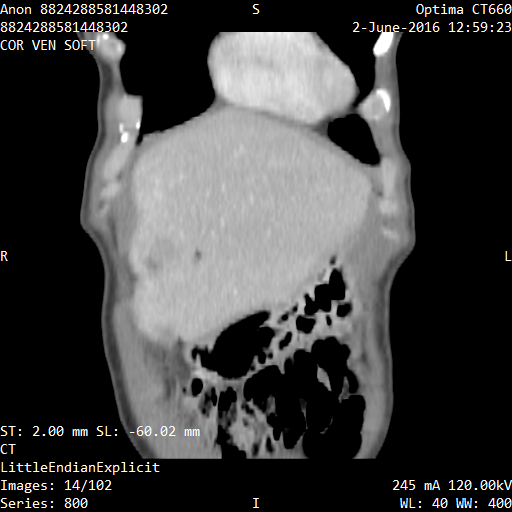 Anon 8824288581448302
S
Optima CT660
8824288581448302
2-June-2016 12:59:23
COR VEN SOFT
R
L
ST: 2.00 mm SL: -60.02 mm
CT
LittleEndianExplicit
Images: 14/102
245 mA 120.00kV
Series: 800
I
WL: 40 WW: 400